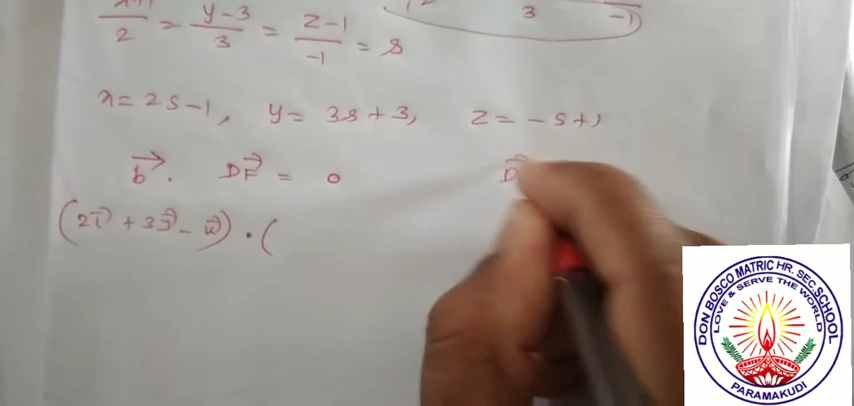 x+1/2 = y-3/3 = z-1/-1 = s
3 -1
x = 2s-1, y = 3s+3, z = -s+1
b⃗ . DF⃗ = 0 D
(2i⃗ + 3j⃗ - k⃗) . (
DON BOSCO MATRIC HR. SEC. SCHOOL
LOVE & SERVE THE WORLD
PARAMAKUDI